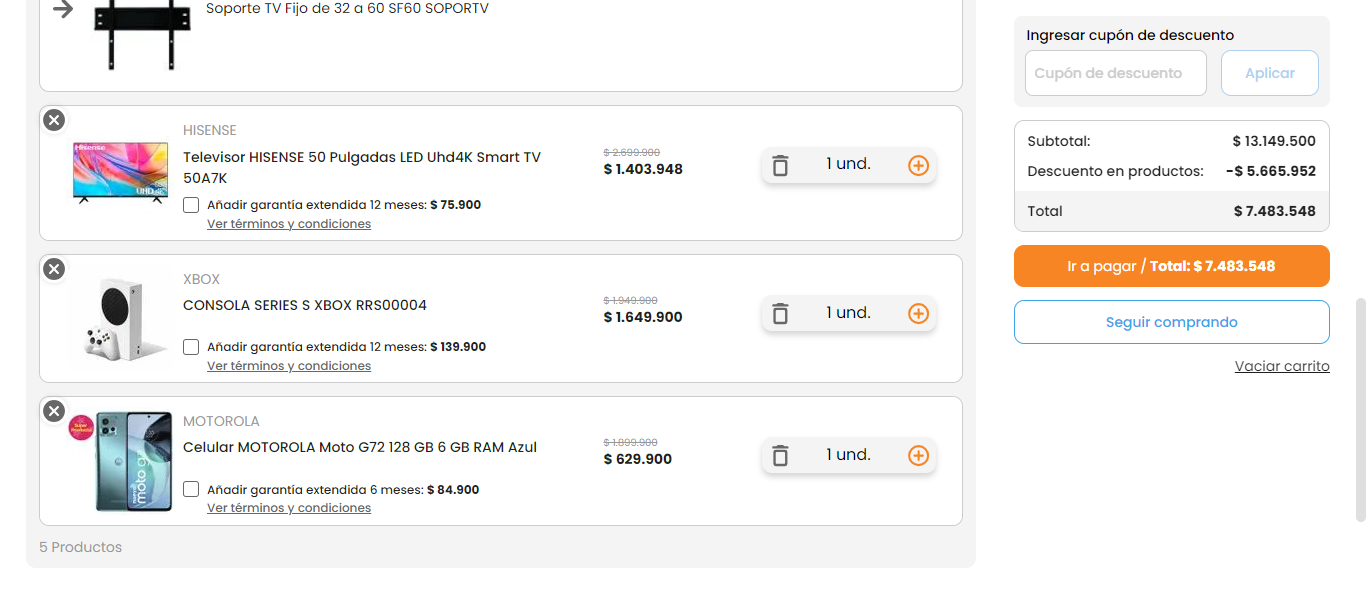 Soporte TV Fijo de 32 a 60 SF60 SOPORTV
HISENSE
Hisense
UHD 4K
Televisor HISENSE 50 Pulgadas LED Uhd4K Smart TV
50A7K
Añadir garantía extendida 12 meses: $ 75.900
Ver términos y condiciones
$ 2.699.900
$ 1.403.948
1 und.
XBOX
CONSOLA SERIES S XBOX RRS00004
Añadir garantía extendida 12 meses: $ 139.900
Ver términos y condiciones
$ 1.949.900
$ 1.649.900
1 und.
Super
Producto!
moto g
MOTOROLA
Celular MOTOROLA Moto G72 128 GB 6 GB RAM Azul
Añadir garantía extendida 6 meses: $ 84.900
Ver términos y condiciones
$ 1.899.900
$ 629.900
1 und.
5 Productos
Ingresar cupón de descuento
Cupón de descuento
Aplicar
Subtotal: $ 13.149.500
Descuento en productos: -$ 5.665.952
Total $ 7.483.548
Ir a pagar / Total: $ 7.483.548
Seguir comprando
Vaciar carrito